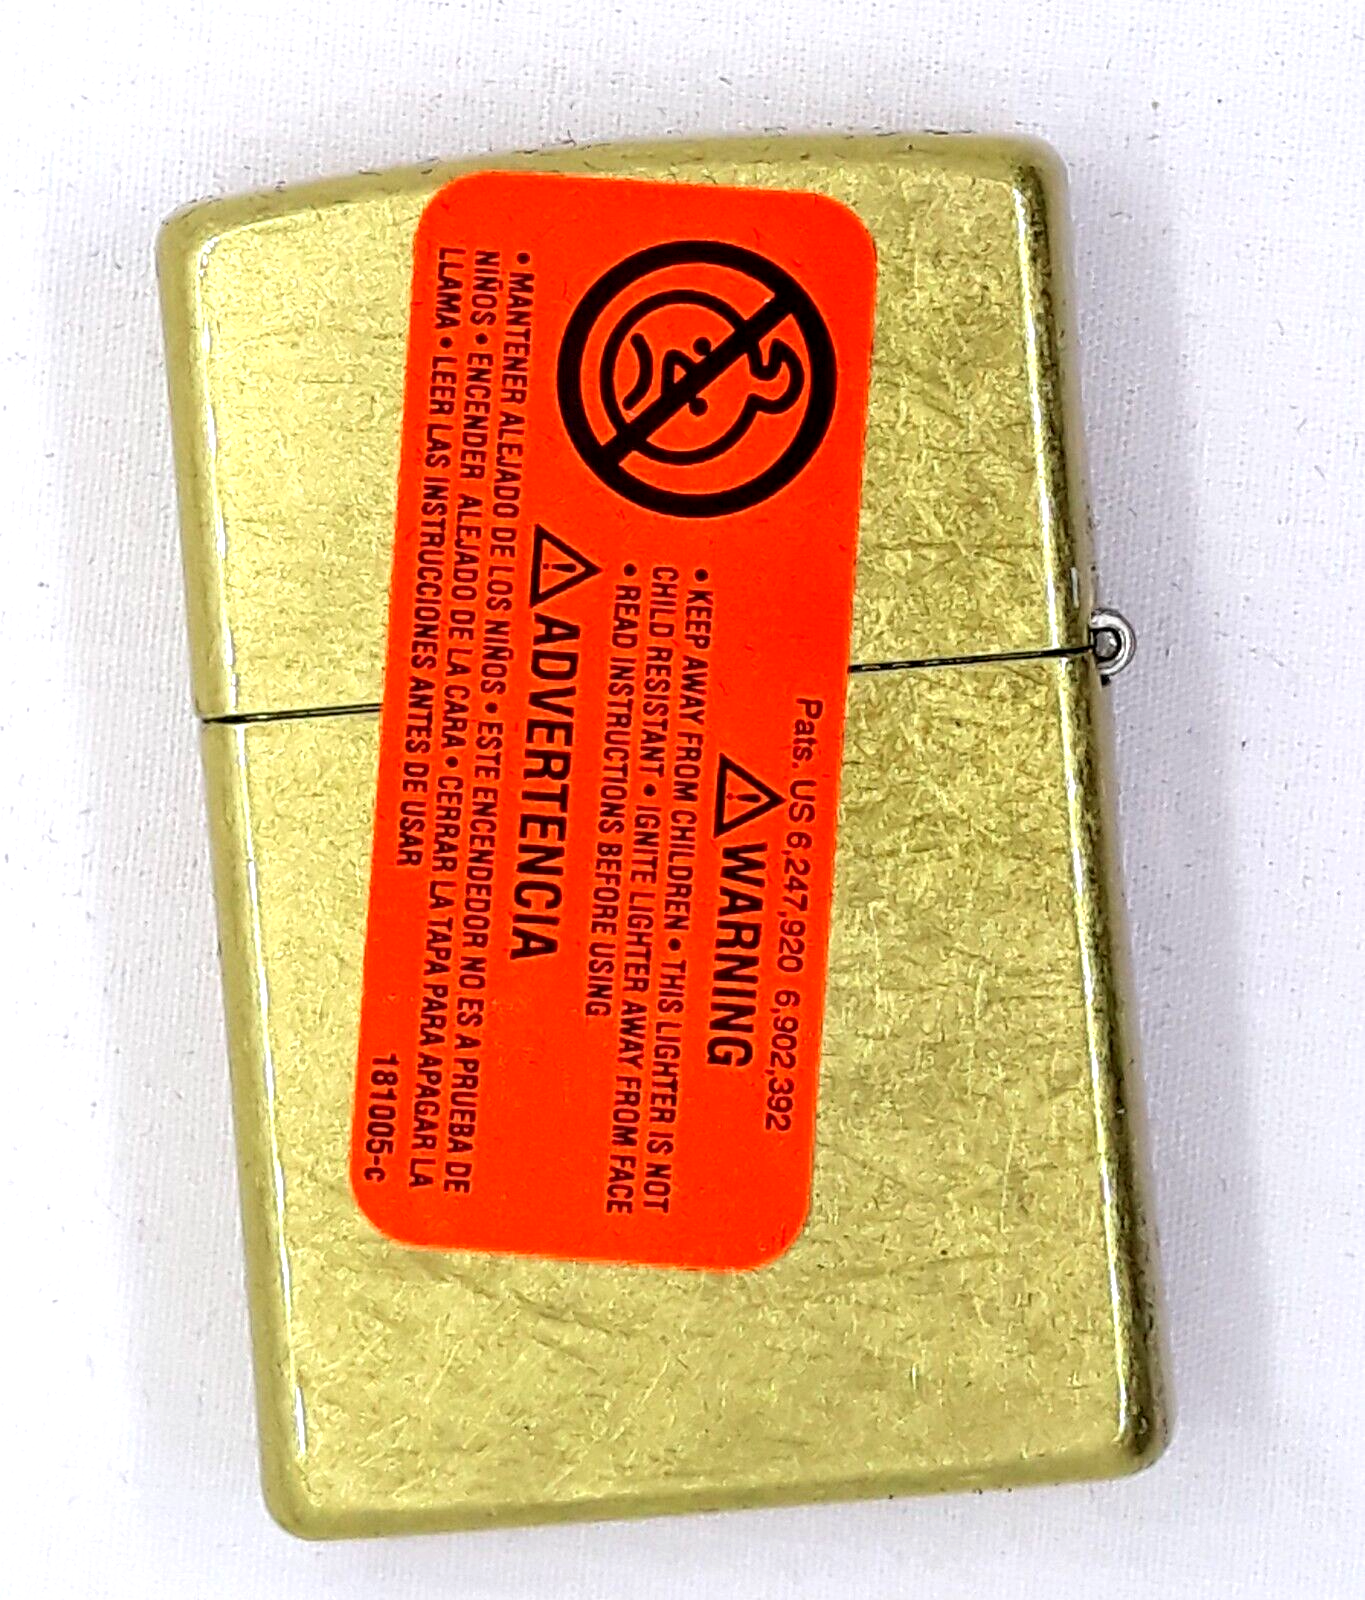 Pats. US 6,247,920 6,902,392
WARNING
• KEEP AWAY FROM CHILDREN • THIS LIGHTER IS NOT
CHILD RESISTANT • IGNITE LIGHTER AWAY FROM FACE
• READ INSTRUCTIONS BEFORE USING
ADVERTENCIA
• MANTENER ALEJADO DE LOS NIÑOS • ESTE ENCENDEDOR NO ES A PRUEBA DE
NIÑOS • ENCENDER ALEJADO DE LA CARA • CERRAR LA TAPA PARA APAGAR LA
LLAMA • LEER LAS INSTRUCCIONES ANTES DE USAR
181005-c